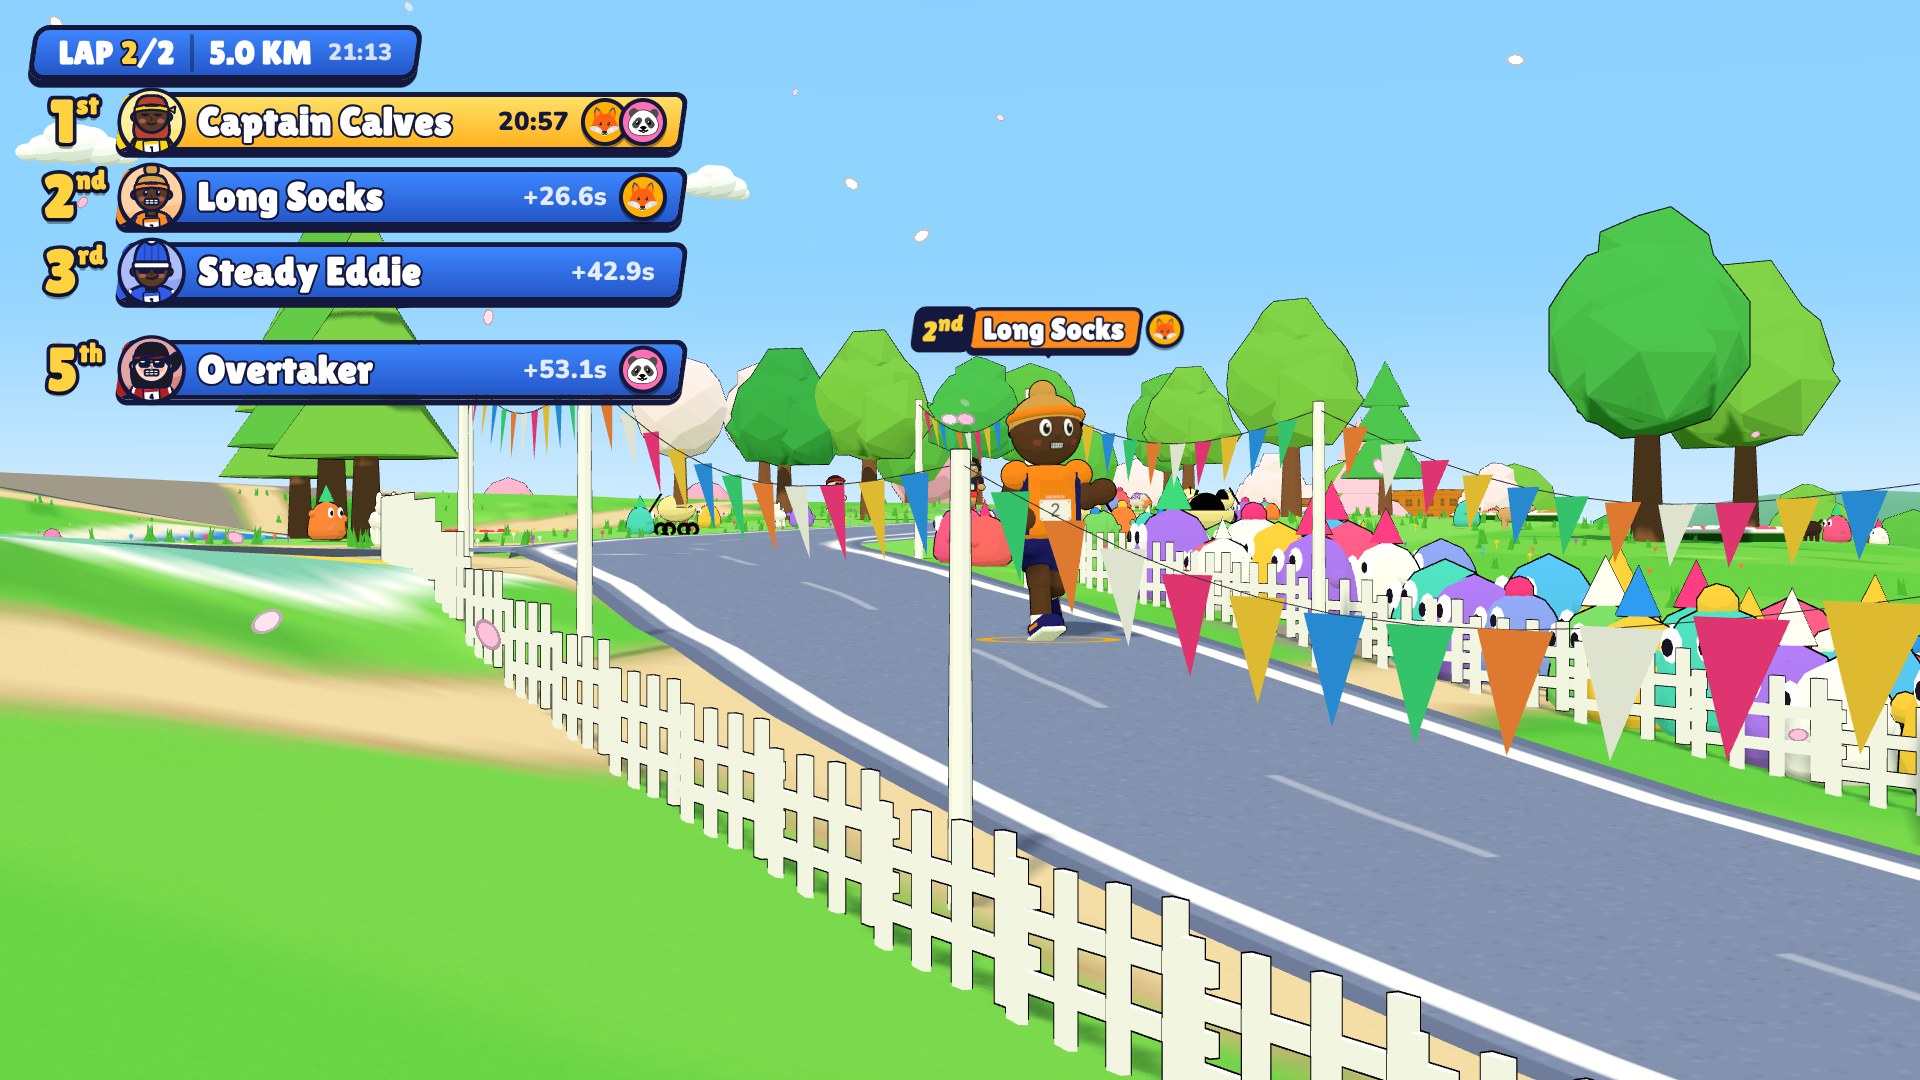 LAP 2/2 5.0 KM 21:13
1st Captain Calves 20:57
2nd Long Socks +26.6s
3rd Steady Eddie +42.9s
5th Overtaker +53.1s
2nd Long Socks
2